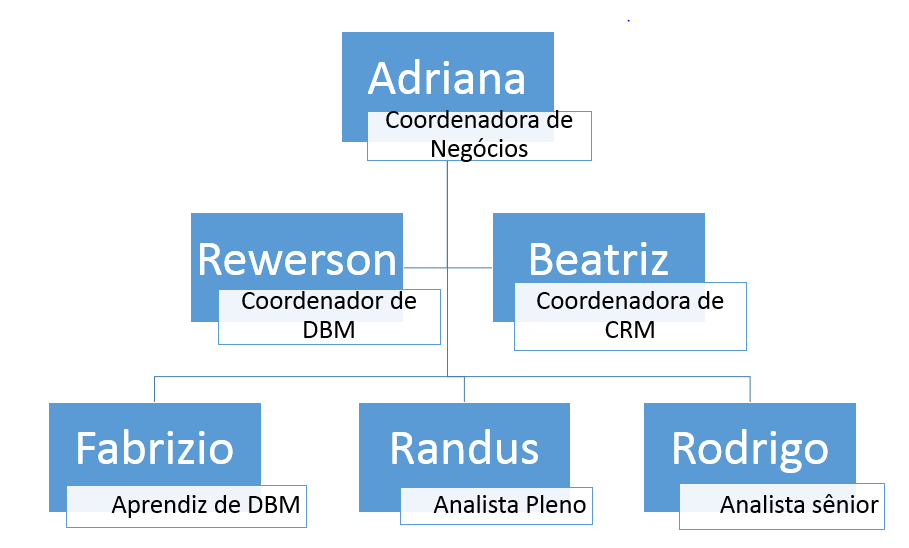 Adriana
Coordenadora de
Negócios
Rewerson
Coordenador de
DBM
Beatriz
Coordenadora de
CRM
Fabrizio
Aprendiz de DBM
Randus
Analista Pleno
Rodrigo
Analista sênior